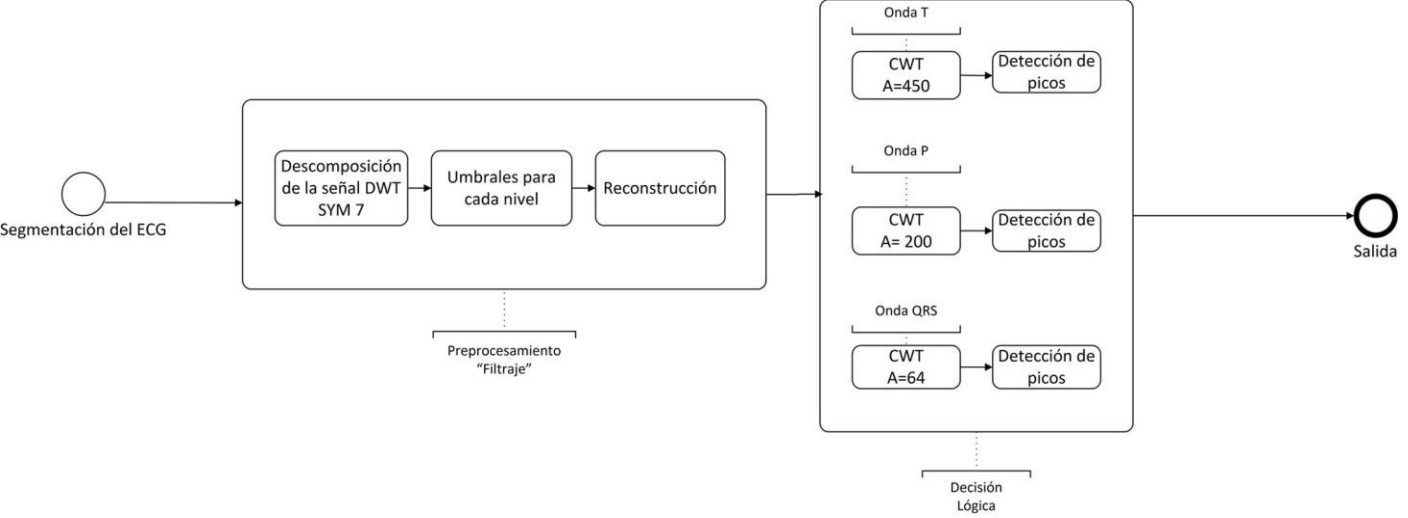 Segmentación del ECG
Descomposición
de la señal DWT
SYM 7
Umbrales para
cada nivel
Reconstrucción
Preprocesamiento
“Filtraje”
Onda T
CWT
A=450
Detección de
picos
Onda P
CWT
A= 200
Detección de
picos
Onda QRS
CWT
A=64
Detección de
picos
Decisión
Lógica
Salida